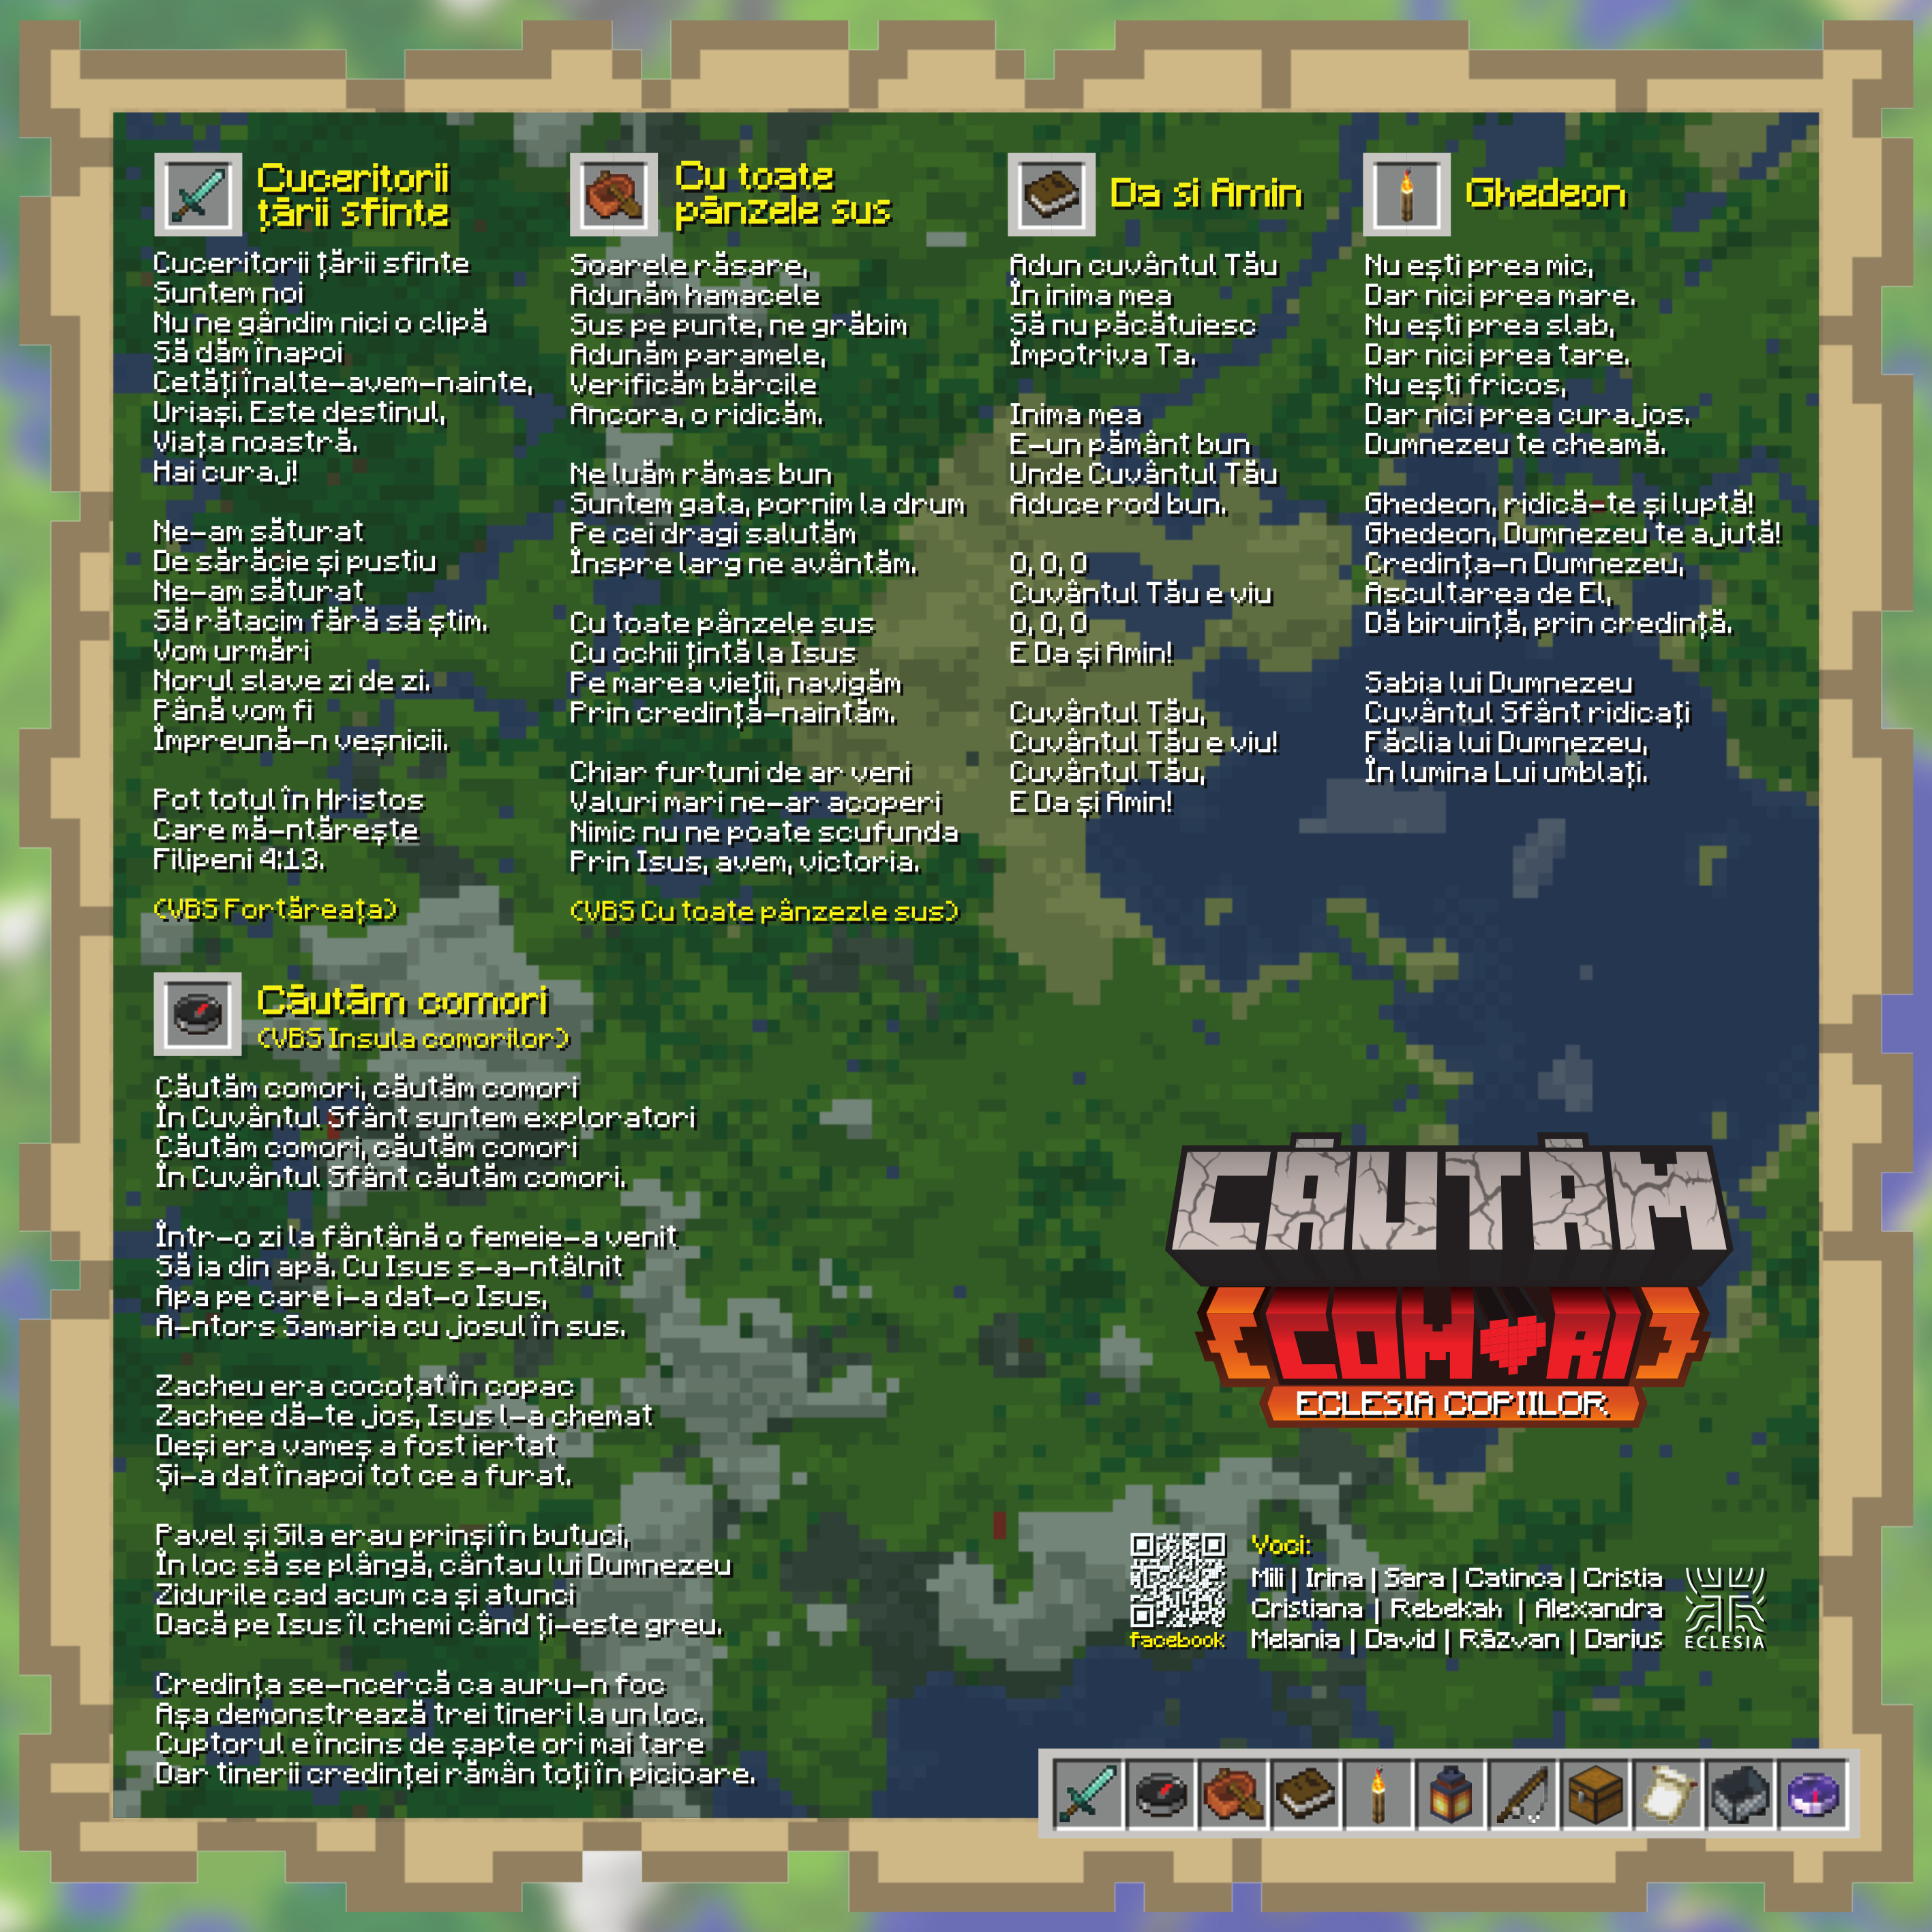 Cuceritorii
țării sfinte
Cuceritorii țării sfinte
Suntem noi
Nu ne gândim nici o clipă
Să dăm înapoi
Cetăți înalte-avem-nainte,
Uriași. Este destinul,
Viața noastră.
Hai curaj!
Ne-am săturat
De sărăcie și pustiu
Ne-am săturat
Să rătacim fără să știm.
Vom urmări
Norul slave zi de zi.
Până vom fi
Împreună-n veșnicii.
Pot totul în Hristos
Care mă-ntărește
Filipeni 4:13.
(VBS Fortăreața)
Cu toate
pânzele sus
Soarele răsare,
Adunăm hamacele
Sus pe punte, ne grăbim
Adunăm paramele,
Verificăm bărcile
Ancora, o ridicăm.
Ne luăm rămas bun
Suntem gata, pornim la drum
Pe cei dragi salutăm
Înspre larg ne avântăm.
Cu toate pânzele sus
Cu ochii țintă la Isus
Pe marea vieții, navigăm
Prin credință-naintăm.
Chiar furtuni de ar veni
Valuri mari ne-ar acoperi
Nimic nu ne poate scufunda
Prin Isus, avem, victoria.
(VBS Cu toate pânzezle sus)
Da si Amin
Adun cuvântul Tău
În inima mea
Să nu păcătuiesc
Împotriva Ta.
Inima mea
E-un pământ bun
Unde Cuvântul Tău
Aduce rod bun.
O, O, O
Cuvântul Tău e viu
O, O, O
E Da și Amin!
Cuvântul Tău,
Cuvântul Tău e viu!
Cuvântul Tău,
E Da și Amin!
Ghedeon
Nu ești prea mic,
Dar nici prea mare.
Nu ești prea slab,
Dar nici prea tare.
Nu ești fricos,
Dar nici prea curajos.
Dumnezeu te cheamă.
Ghedeon, ridică-te și luptă!
Ghedeon, Dumnezeu te ajută!
Credința-n Dumnezeu,
Ascultarea de El,
Dă biruință, prin credință.
Sabia lui Dumnezeu
Cuvântul Sfânt ridicați
Făclia lui Dumnezeu,
În lumina Lui umblați.
Căutăm comori
(VBS Insula comorilor)
Căutăm comori, căutăm comori
În Cuvântul Sfânt suntem exploratori
Căutăm comori, căutăm comori
În Cuvântul Sfânt căutăm comori.
Într-o zi la fântână o femeie-a venit
Să ia din apă. Cu Isus s-a-ntâlnit
Apa pe care i-a dat-o Isus,
A-ntors Samaria cu josul în sus.
Zacheu era cocoțat în copac
Zachee dă-te jos, Isus l-a chemat
Deși era vameș a fost iertat
Și-a dat înapoi tot ce a furat.
Pavel și Sila erau prinși în butuci,
În loc să se plângă, cântau lui Dumnezeu
Zidurile cad acum ca și atunci
Dacă pe Isus îl chemi când ți-este greu.
Credința se-ncercă ca auru-n foc
Așa demonstrează trei tineri la un loc.
Cuptorul e încins de șapte ori mai tare
Dar tinerii credinței rămân toți în picioare.
CAUTAM
COMORI
ECLESIA COPIILOR
facebook
Voci:
Mili | Irina | Sara | Catinca | Cristia
Cristiana | Rebekah | Alexandra
Melania | David | Răzvan | Darius
ECLESIA